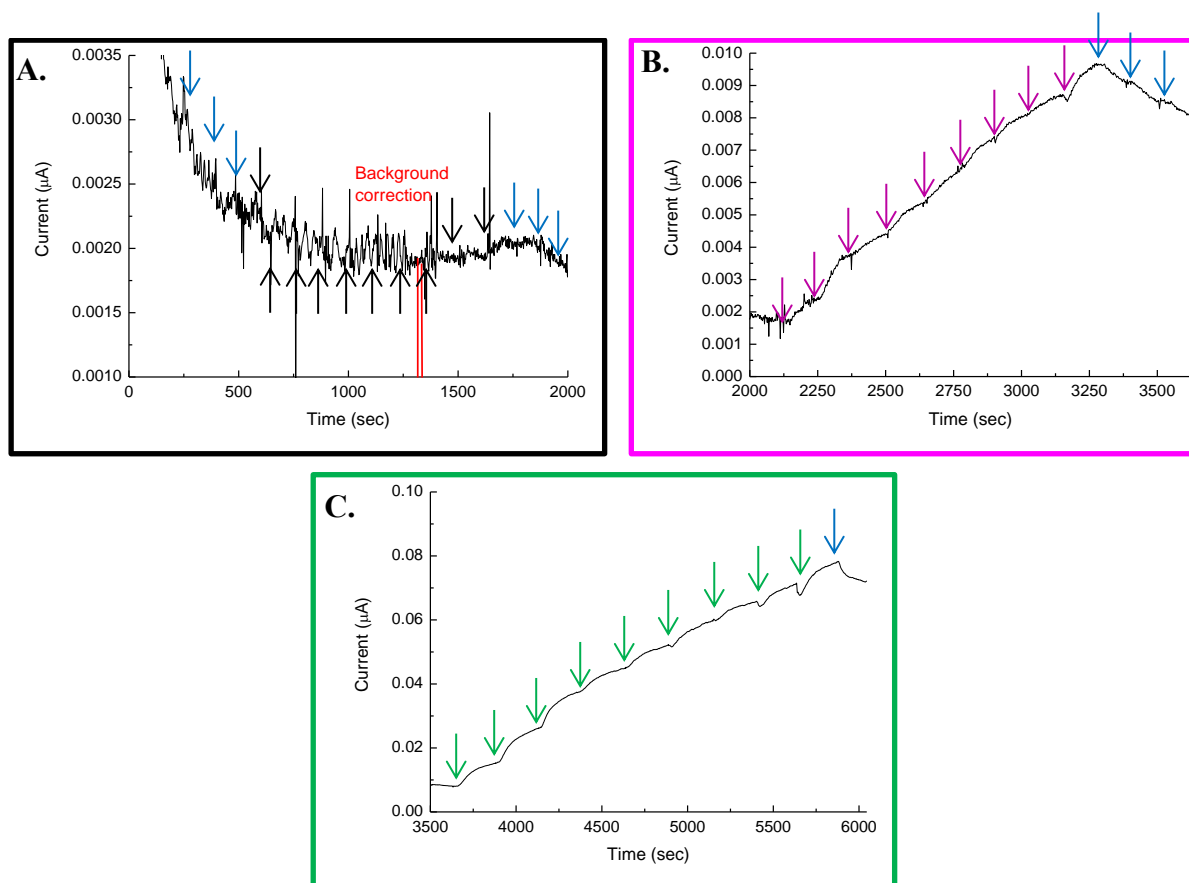 A.
0.0035
0.0030
0.0025
0.0020
0.0015
0.0010
Current (μA)
Background
correction
0 500 1000 1500 2000
Time (sec)
B.
0.010
0.009
0.008
0.007
0.006
0.005
0.004
0.003
0.002
0.001
0.000
Current (μA)
2000 2250 2500 2750 3000 3250 3500
Time (sec)
C.
0.10
0.08
0.06
0.04
0.02
0.00
Current (μA)
3500 4000 4500 5000 5500 6000
Time (sec)